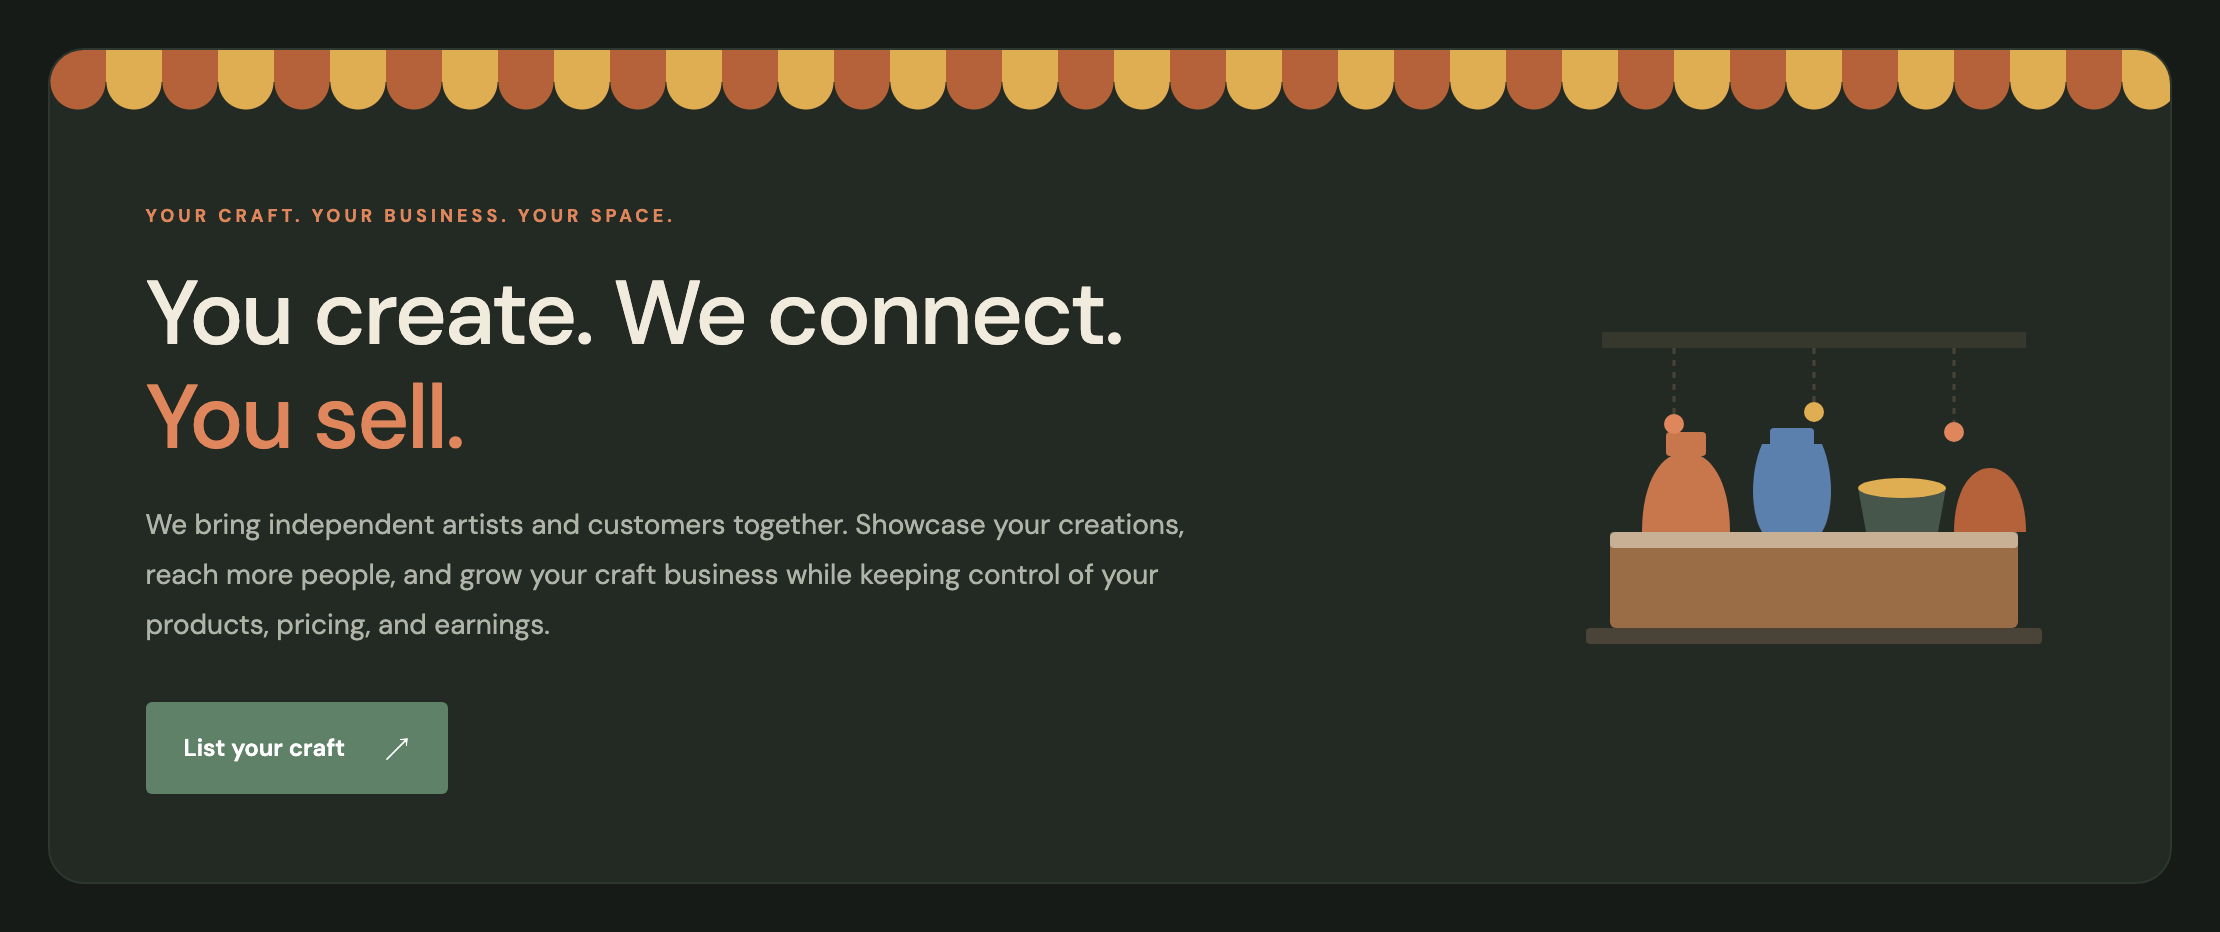 YOUR CRAFT. YOUR BUSINESS. YOUR SPACE.
You create. We connect.
You sell.
We bring independent artists and customers together. Showcase your creations,
reach more people, and grow your craft business while keeping control of your
products, pricing, and earnings.
List your craft ↗